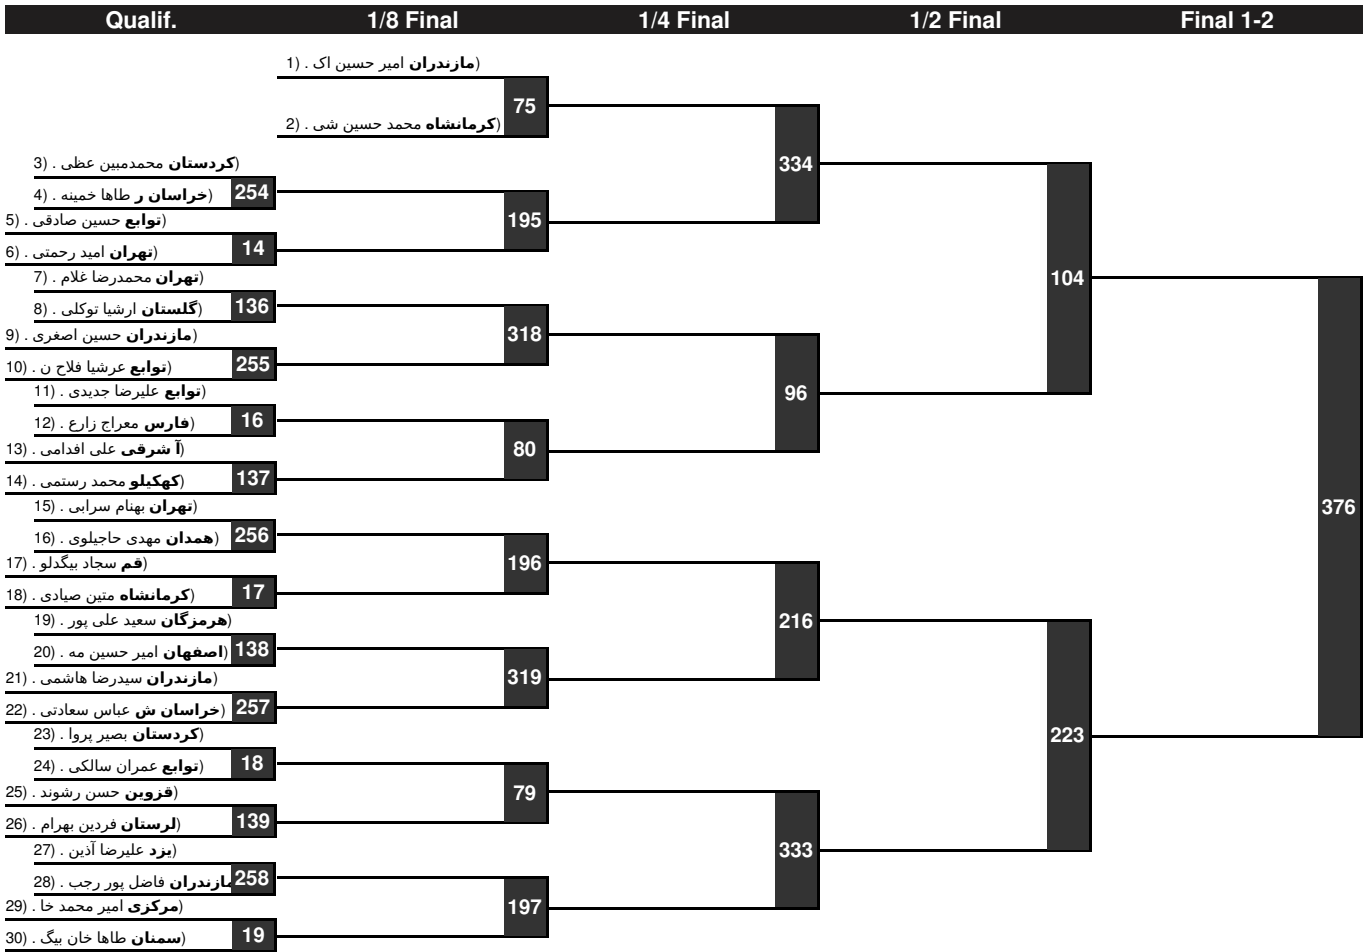 Qualif. 1/8 Final 1/4 Final 1/2 Final Final 1-2
1) . امیر حسین اک مازندران)
75
2) . محمد حسین شی کرمانشاه)
334
3) . محمدمبین عظی کردستان)
254
4) . طاها خمینه خراسان ر)
195
5) . حسین صادقی توابع)
14
6) . امید رحمتی تهران)
104
7) . محمدرضا غلام تهران)
136
8) . ارشیا توکلی گلستان)
318
9) . حسین اصغری مازندران)
255
10) . عرشیا فلاح ن توابع)
96
11) . علیرضا جدیدی توابع)
16
12) . معراج زارع فارس)
80
13) . علی افدامی آ شرقی)
137
14) . محمد رستمی کهکیلو)
376
15) . بهنام سرابی تهران)
256
16) . مهدی حاجیلوی همدان)
196
17) . سجاد بیگدلو قم)
17
18) . متین صیادی کرمانشاه)
216
19) . سعید علی پور هرمزگان)
138
20) . امیر حسین مه اصفهان)
319
21) . سیدرضا هاشمی مازندران)
257
22) . عباس سعادتی خراسان ش)
223
23) . بصیر پروا کردستان)
18
24) . عمران سالکی توابع)
79
25) . حسن رشوند قزوین)
139
26) . فردین بهرام لرستان)
333
27) . علیرضا آذین یزد)
258
28) . فاضل پور رجب مازندران
197
29) . امیر محمد خا مرکزی)
19
30) . طاها خان بیگ سمنان)